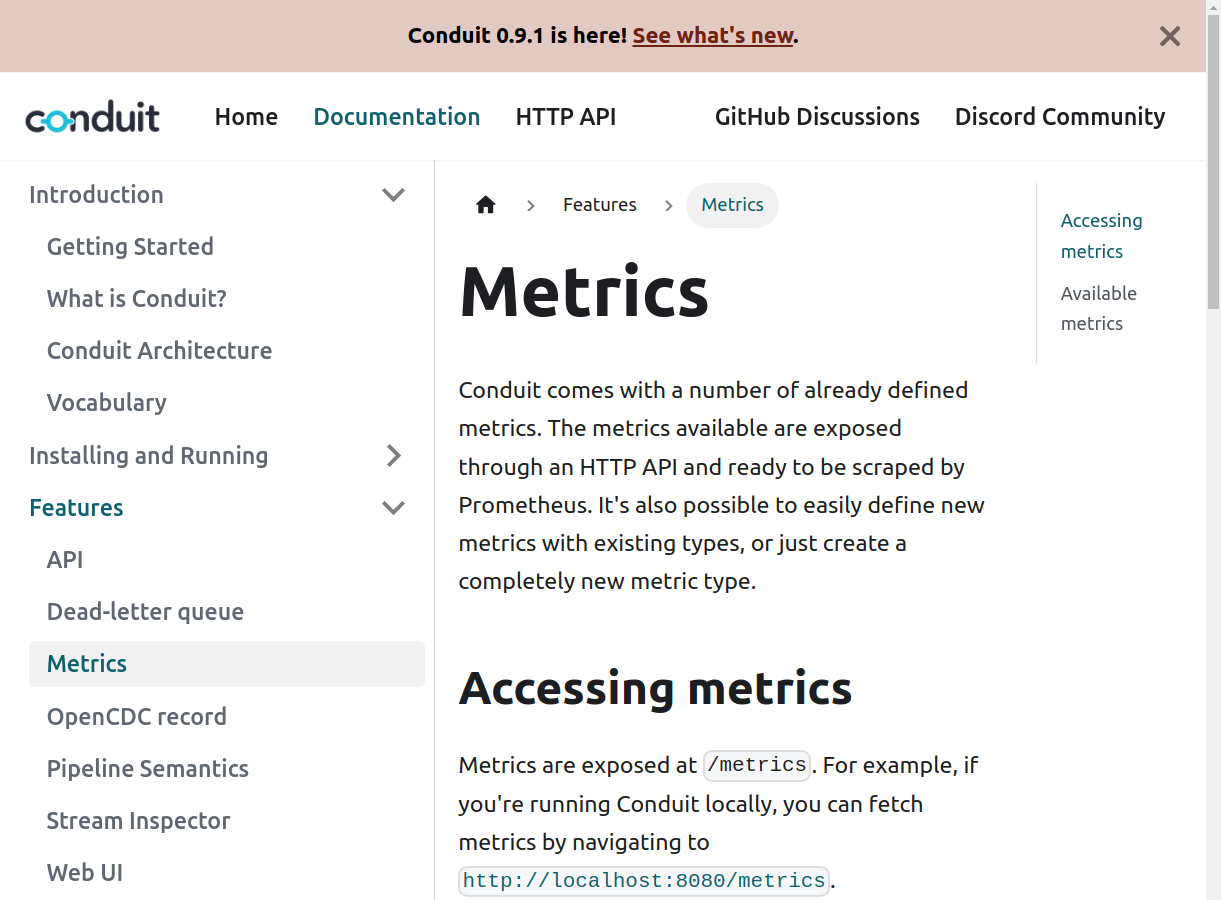 Conduit 0.9.1 is here! See what's new.
conduit
Home
Documentation
HTTP API
GitHub Discussions
Discord Community
Introduction
Getting Started
What is Conduit?
Conduit Architecture
Vocabulary
Installing and Running
Features
API
Dead-letter queue
Metrics
OpenCDC record
Pipeline Semantics
Stream Inspector
Web UI
Features
Metrics
Metrics
Conduit comes with a number of already defined
metrics. The metrics available are exposed
through an HTTP API and ready to be scraped by
Prometheus. It's also possible to easily define new
metrics with existing types, or just create a
completely new metric type.
Accessing metrics
Metrics are exposed at /metrics. For example, if
you're running Conduit locally, you can fetch
metrics by navigating to
http://localhost:8080/metrics.
Accessing
metrics
Available
metrics